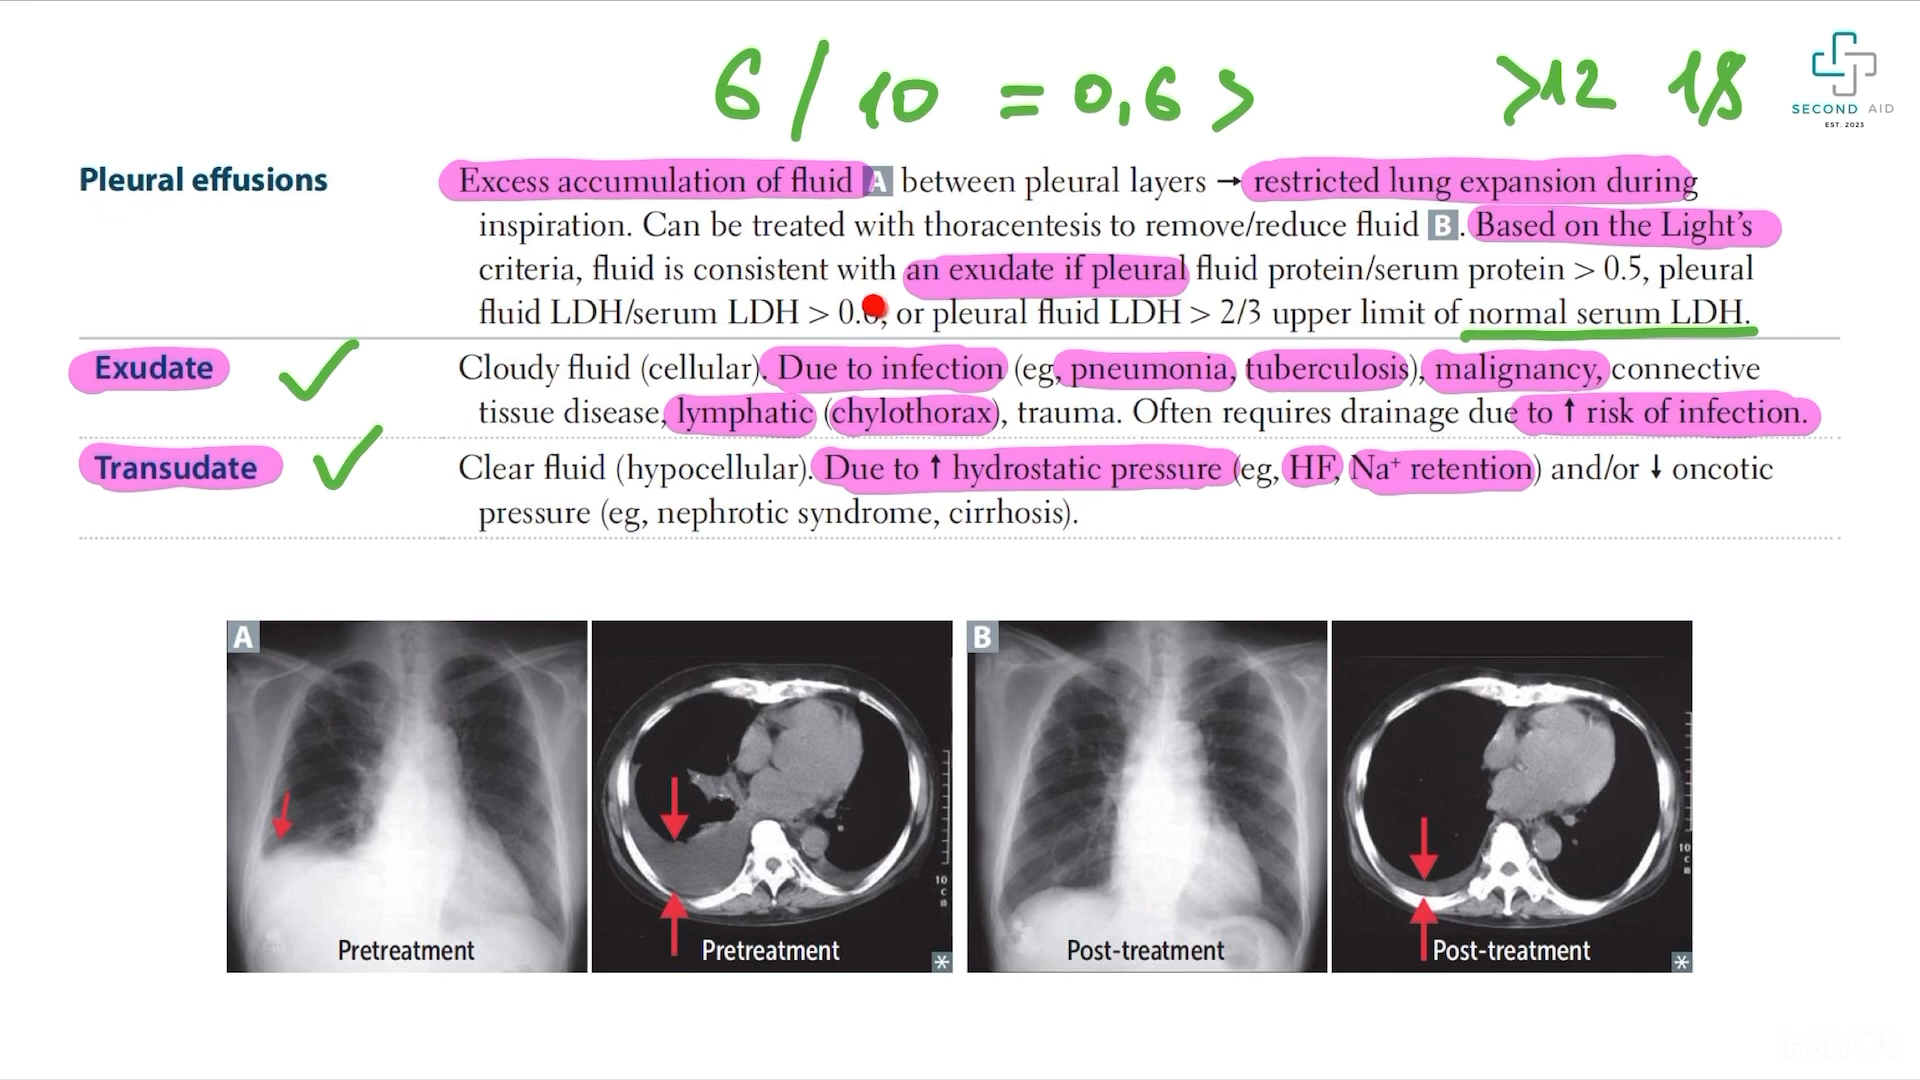 6 / 10 = 0,6 > >12 18
SECOND AID
EST. 2023
Pleural effusions
Excess accumulation of fluid A between pleural layers → restricted lung expansion during
inspiration. Can be treated with thoracentesis to remove/reduce fluid B. Based on the Light’s
criteria, fluid is consistent with an exudate if pleural fluid protein/serum protein > 0.5, pleural
fluid LDH/serum LDH > 0.6, or pleural fluid LDH > 2/3 upper limit of normal serum LDH.
Exudate
Cloudy fluid (cellular). Due to infection (eg, pneumonia, tuberculosis), malignancy, connective
tissue disease, lymphatic (chylothorax), trauma. Often requires drainage due to ↑ risk of infection.
Transudate
Clear fluid (hypocellular). Due to ↑ hydrostatic pressure (eg, HF, Na⁺ retention) and/or ↓ oncotic
pressure (eg, nephrotic syndrome, cirrhosis).
A
Pretreatment
10 c m
Pretreatment
*
B
Post-treatment
10 c m
Post-treatment
*